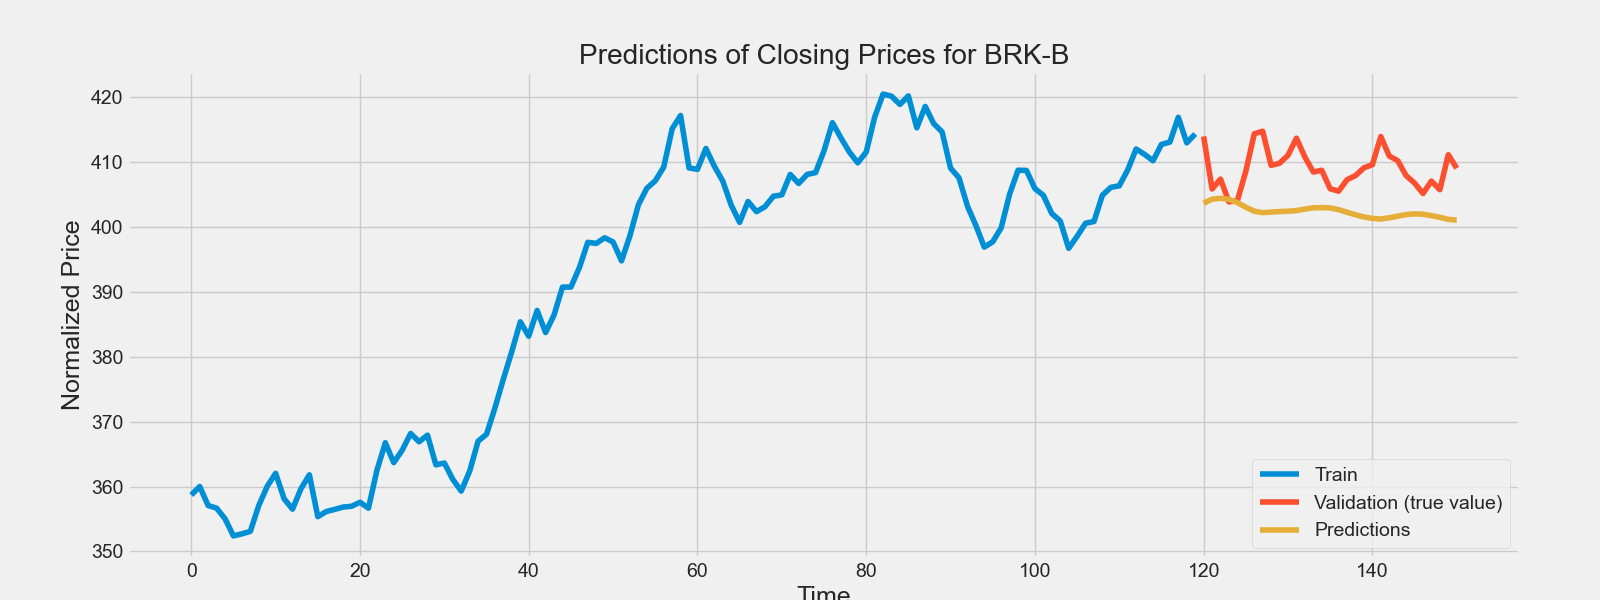 Predictions of Closing Prices for BRK-B
Normalized Price
420
410
400
390
380
370
360
350
0 20 40 60 80 100 120 140
Time
Train
Validation (true value)
Predictions